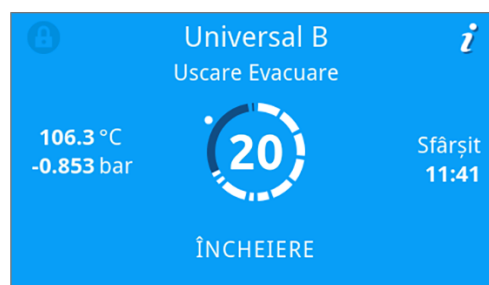 Universal B
i
Uscare Evacuare
106.3 °C
-0.853 bar
20
Sfârșit
11:41
ÎNCHEIERE